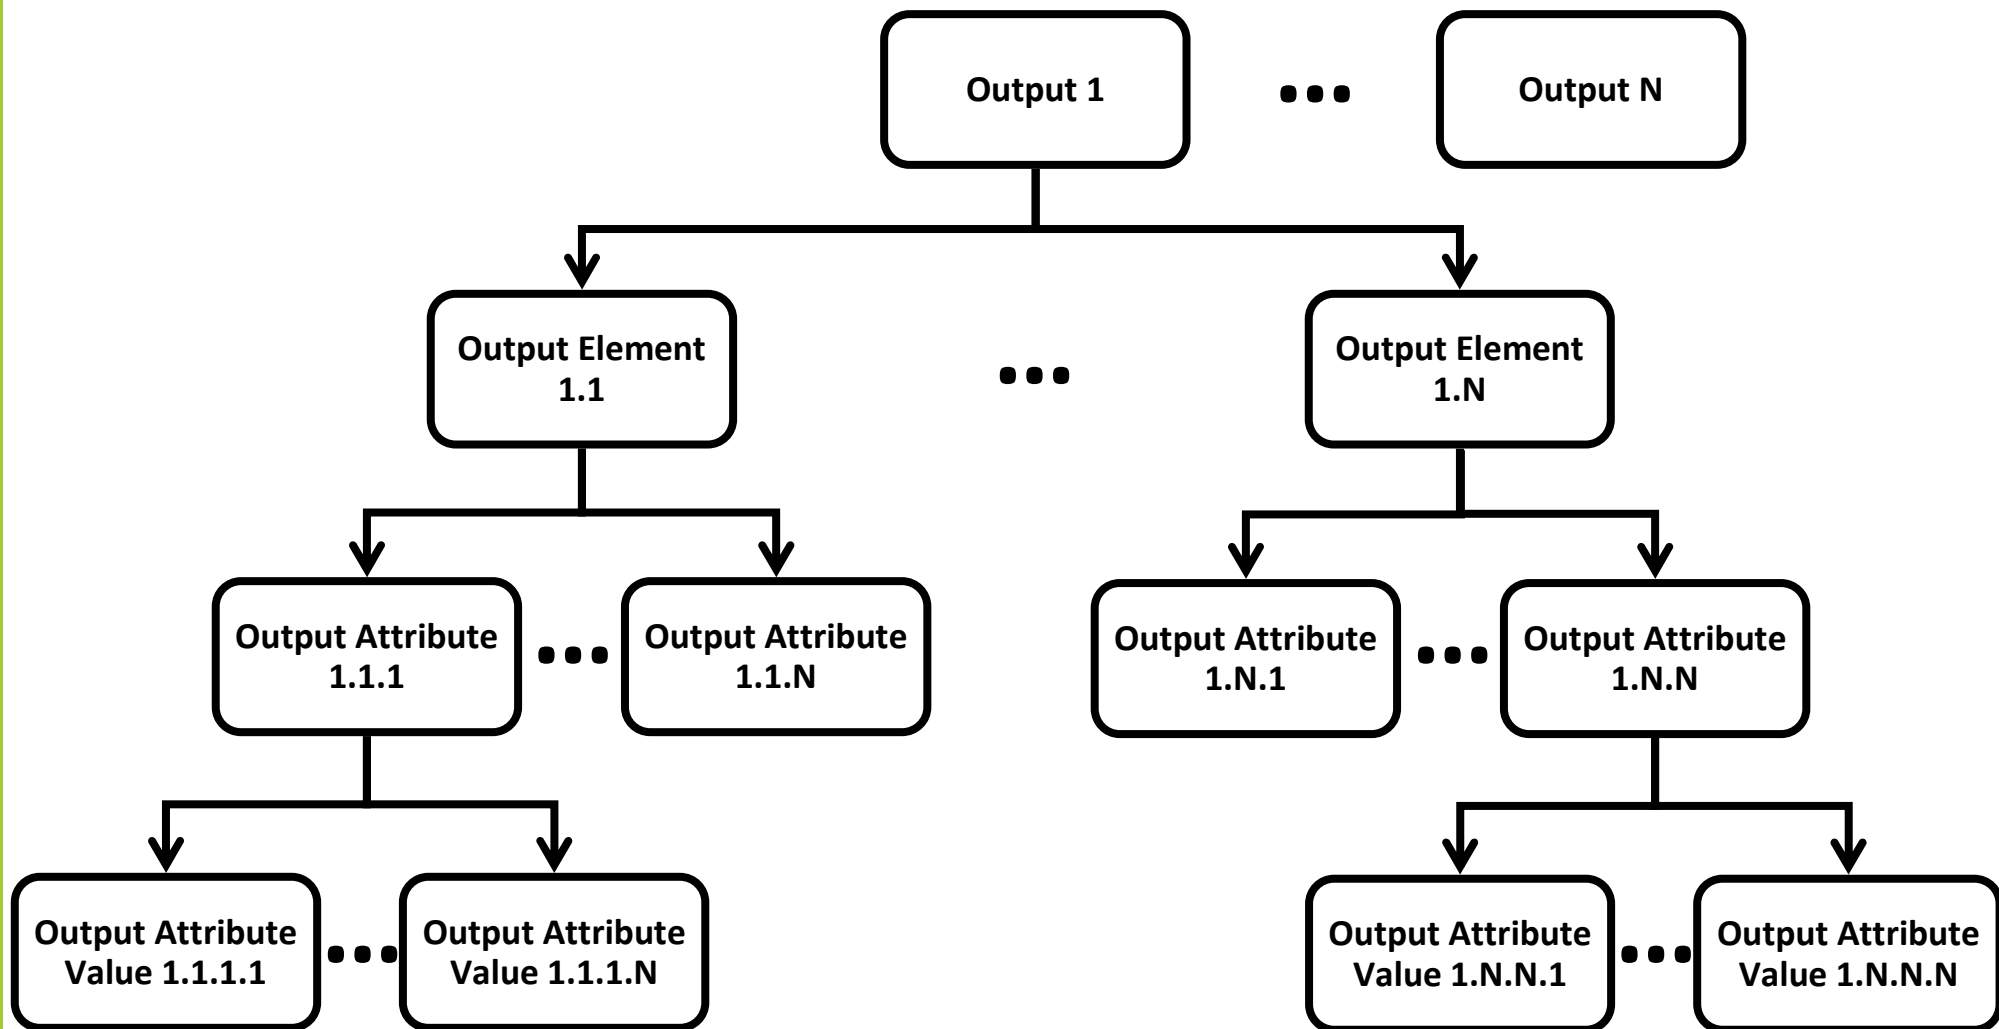 Output 1
Output N
Output Element
1.1
Output Element
1.N
Output Attribute
1.1.1
Output Attribute
1.1.N
Output Attribute
1.N.1
Output Attribute
1.N.N
Output Attribute
Value 1.1.1.1
Output Attribute
Value 1.1.1.N
Output Attribute
Value 1.N.N.1
Output Attribute
Value 1.N.N.N